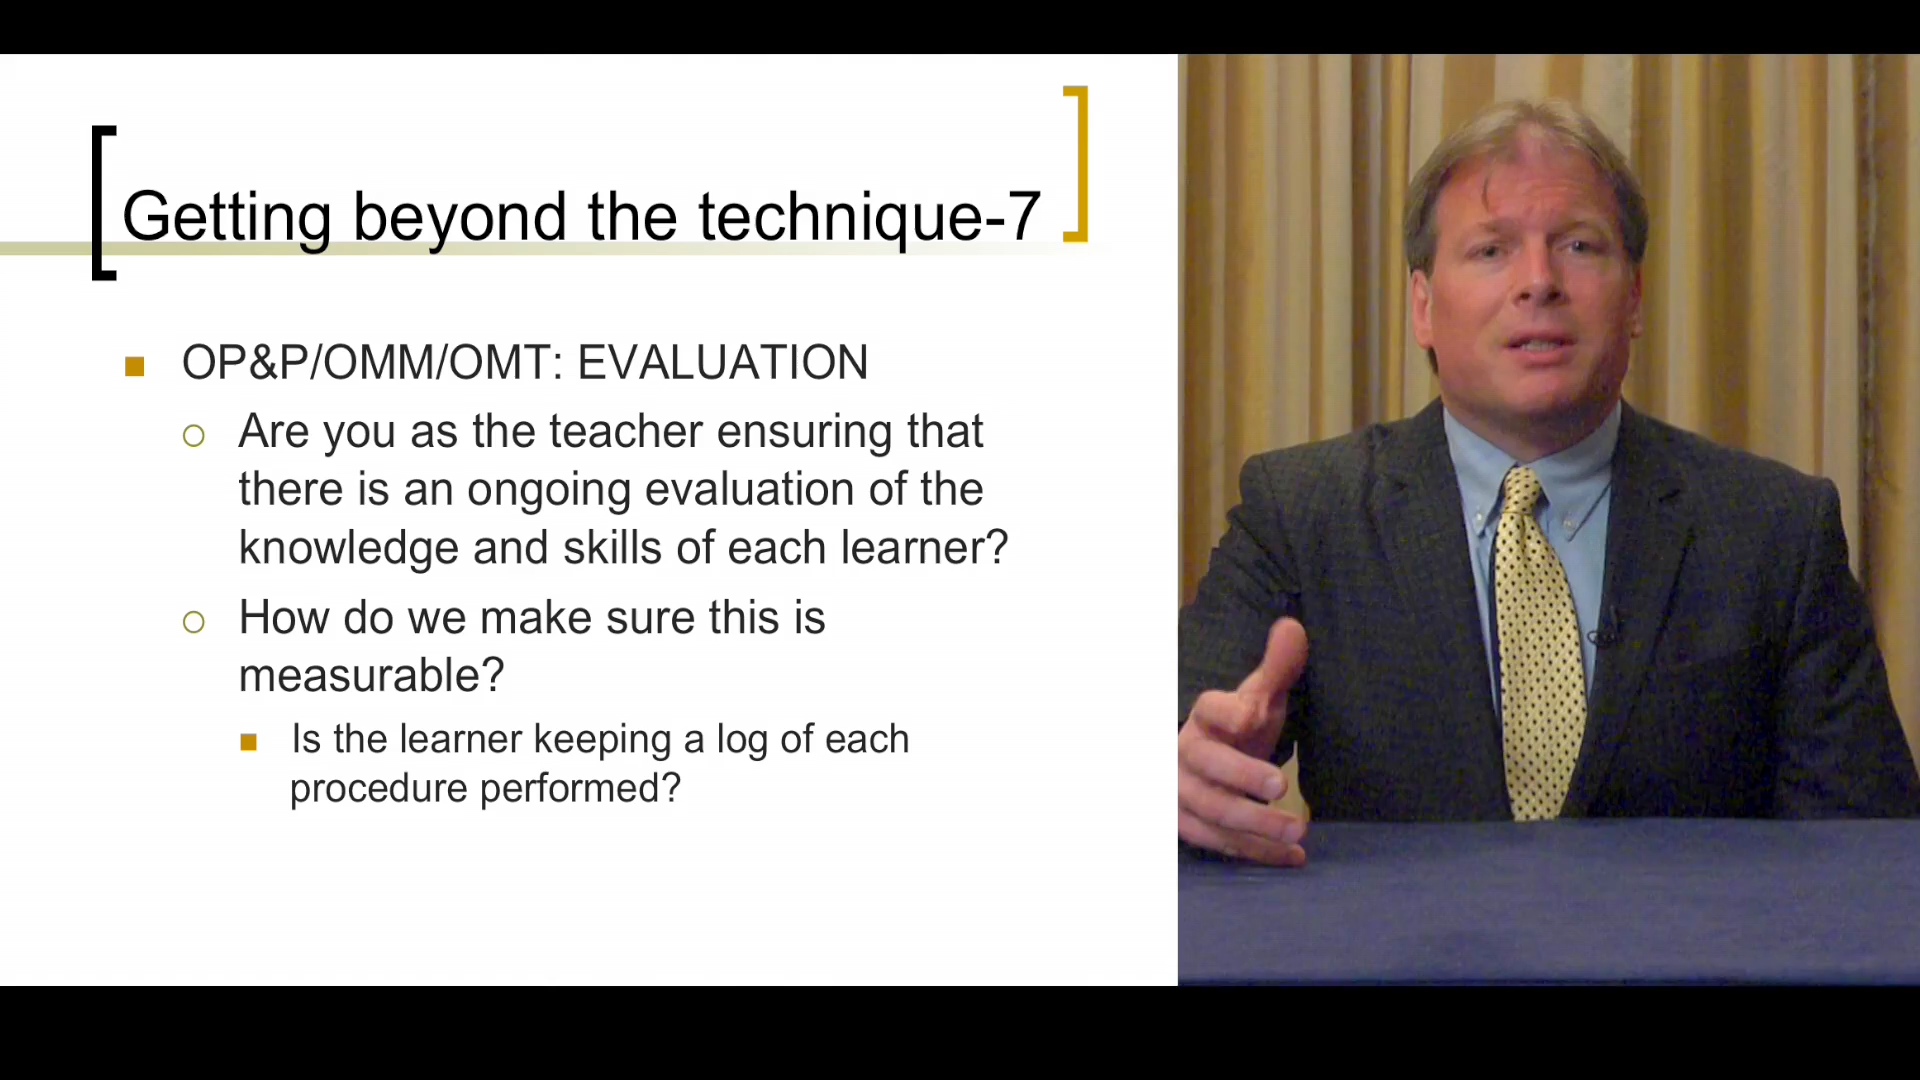 Getting beyond the technique-7
OP&P/OMM/OMT: EVALUATION
Are you as the teacher ensuring that
there is an ongoing evaluation of the
knowledge and skills of each learner?
How do we make sure this is
measurable?
Is the learner keeping a log of each
procedure performed?